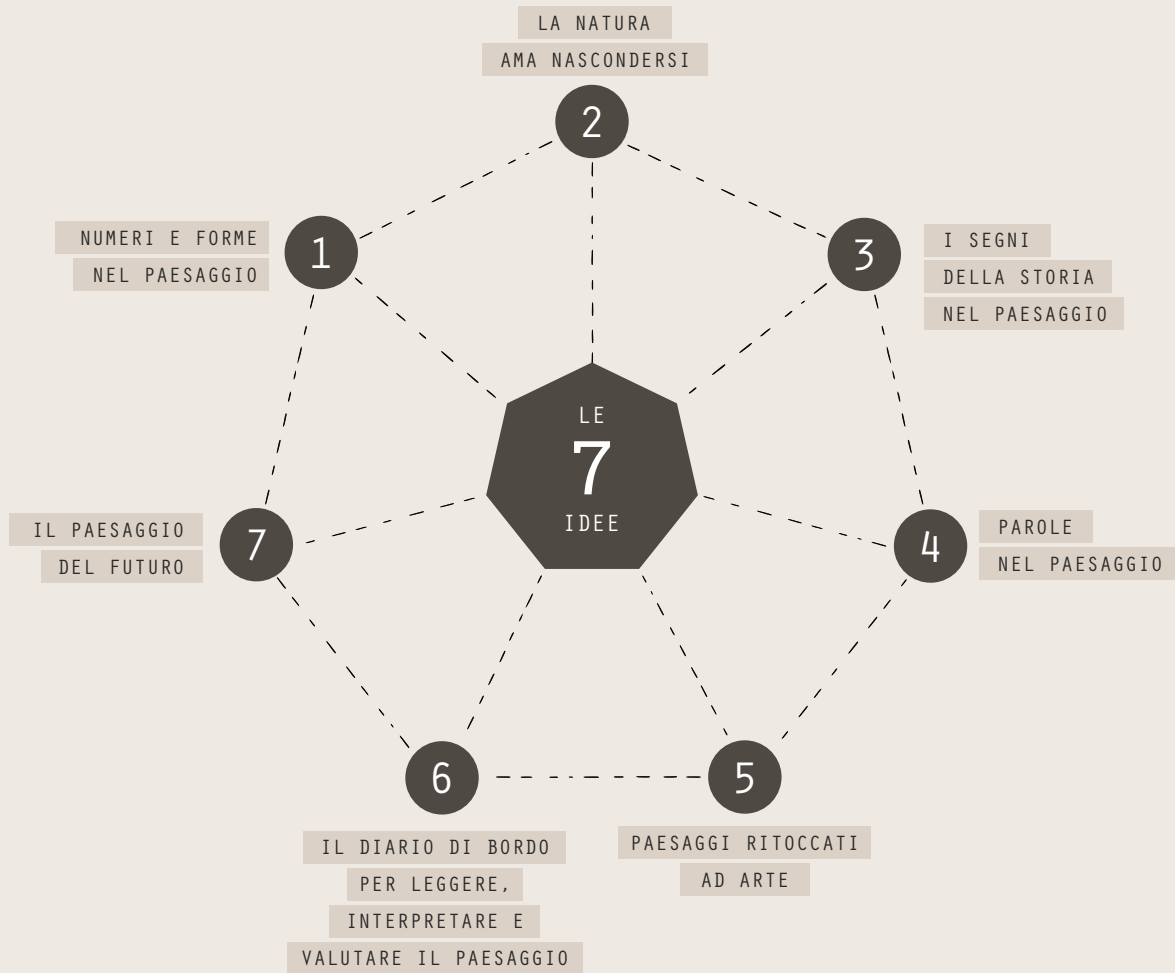 LA NATURA
AMA NASCONDERSI
2
NUMERI E FORME
NEL PAESAGGIO
1
3
I SEGNI
DELLA STORIA
NEL PAESAGGIO
LE
7
IDEE
IL PAESAGGIO
DEL FUTURO
7
4
PAROLE
NEL PAESAGGIO
6
IL DIARIO DI BORDO
PER LEGGERE,
INTERPRETARE E
VALUTARE IL PAESAGGIO
5
PAESAGGI RITOCCATI
AD ARTE